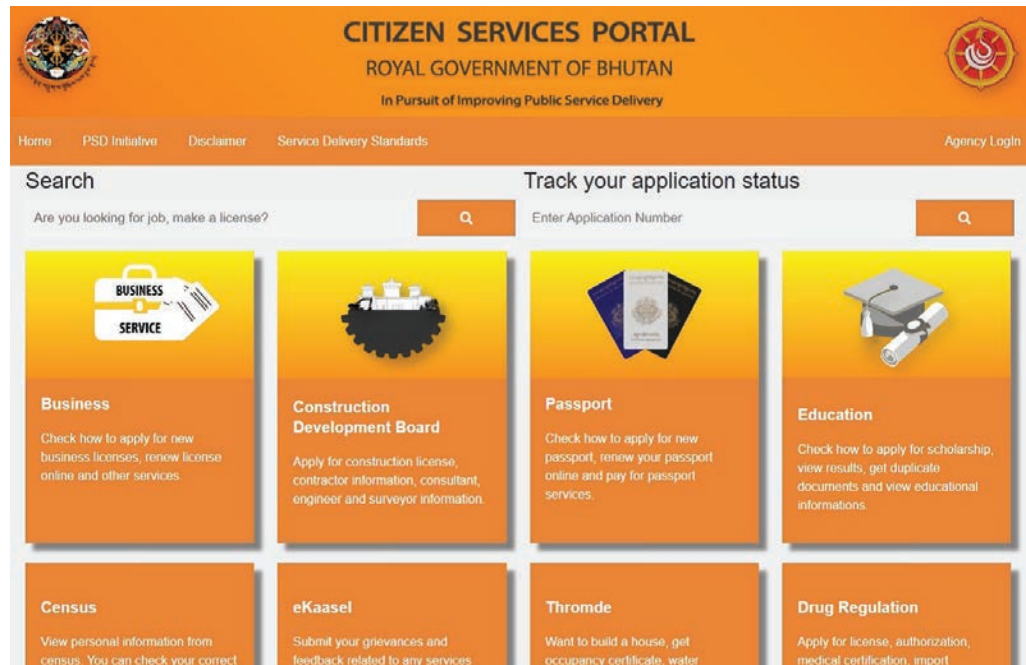 CITIZEN SERVICES PORTAL
ROYAL GOVERNMENT OF BHUTAN
In Pursuit of Improving Public Service Delivery
Home PSD Initiative Disclaimer Service Delivery Standards Agency LogIn
Search
Are you looking for job, make a license?
Track your application status
Enter Application Number
BUSINESS
SERVICE
Business
Check how to apply for new
business licenses, renew license
online and other services.
Construction
Development Board
Apply for construction license,
contractor information, consultant,
engineer and surveyor information.
Passport
Check how to apply for new
passport, renew your passport
online and pay for passport
services.
Education
Check how to apply for scholarship,
view results, get duplicate
documents and view educational
informations.
Census
View personal information from
census. You can check your correct
eKaasel
Submit your grievances and
feedback related to any services
Thromde
Want to build a house, get
occupancy certificate, water
Drug Regulation
Apply for license, authorization,
medical certification, import